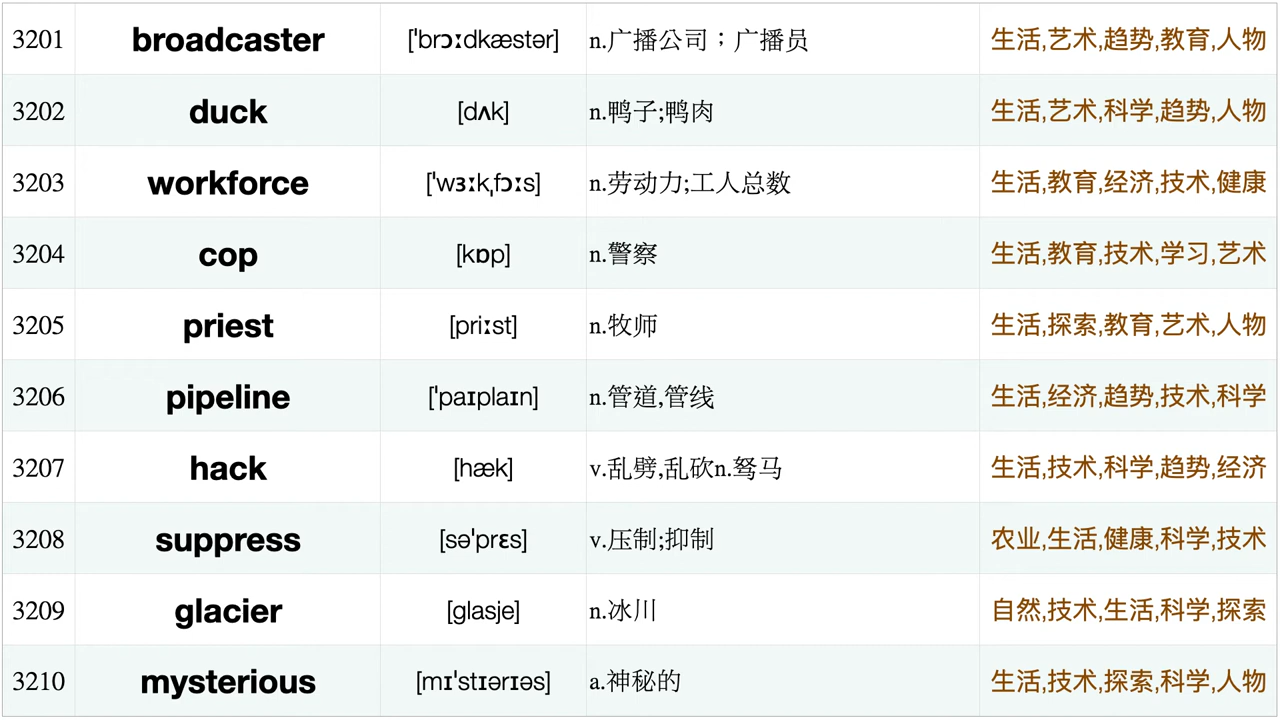 3201 broadcaster [ˈbrɔːdkæstər] n.广播公司；广播员 生活,艺术,趋势,教育,人物
3202 duck [dʌk] n.鸭子;鸭肉 生活,艺术,科学,趋势,人物
3203 workforce [ˈwɜːkˌfɔːs] n.劳动力;工人总数 生活,教育,经济,技术,健康
3204 cop [kɒp] n.警察 生活,教育,技术,学习,艺术
3205 priest [priːst] n.牧师 生活,探索,教育,艺术,人物
3206 pipeline [ˈpaɪplaɪn] n.管道,管线 生活,经济,趋势,技术,科学
3207 hack [hæk] v.乱劈,乱砍n.驽马 生活,技术,科学,趋势,经济
3208 suppress [səˈprɛs] v.压制;抑制 农业,生活,健康,科学,技术
3209 glacier [glasje] n.冰川 自然,技术,生活,科学,探索
3210 mysterious [mɪˈstɪərɪəs] a.神秘的 生活,技术,探索,科学,人物